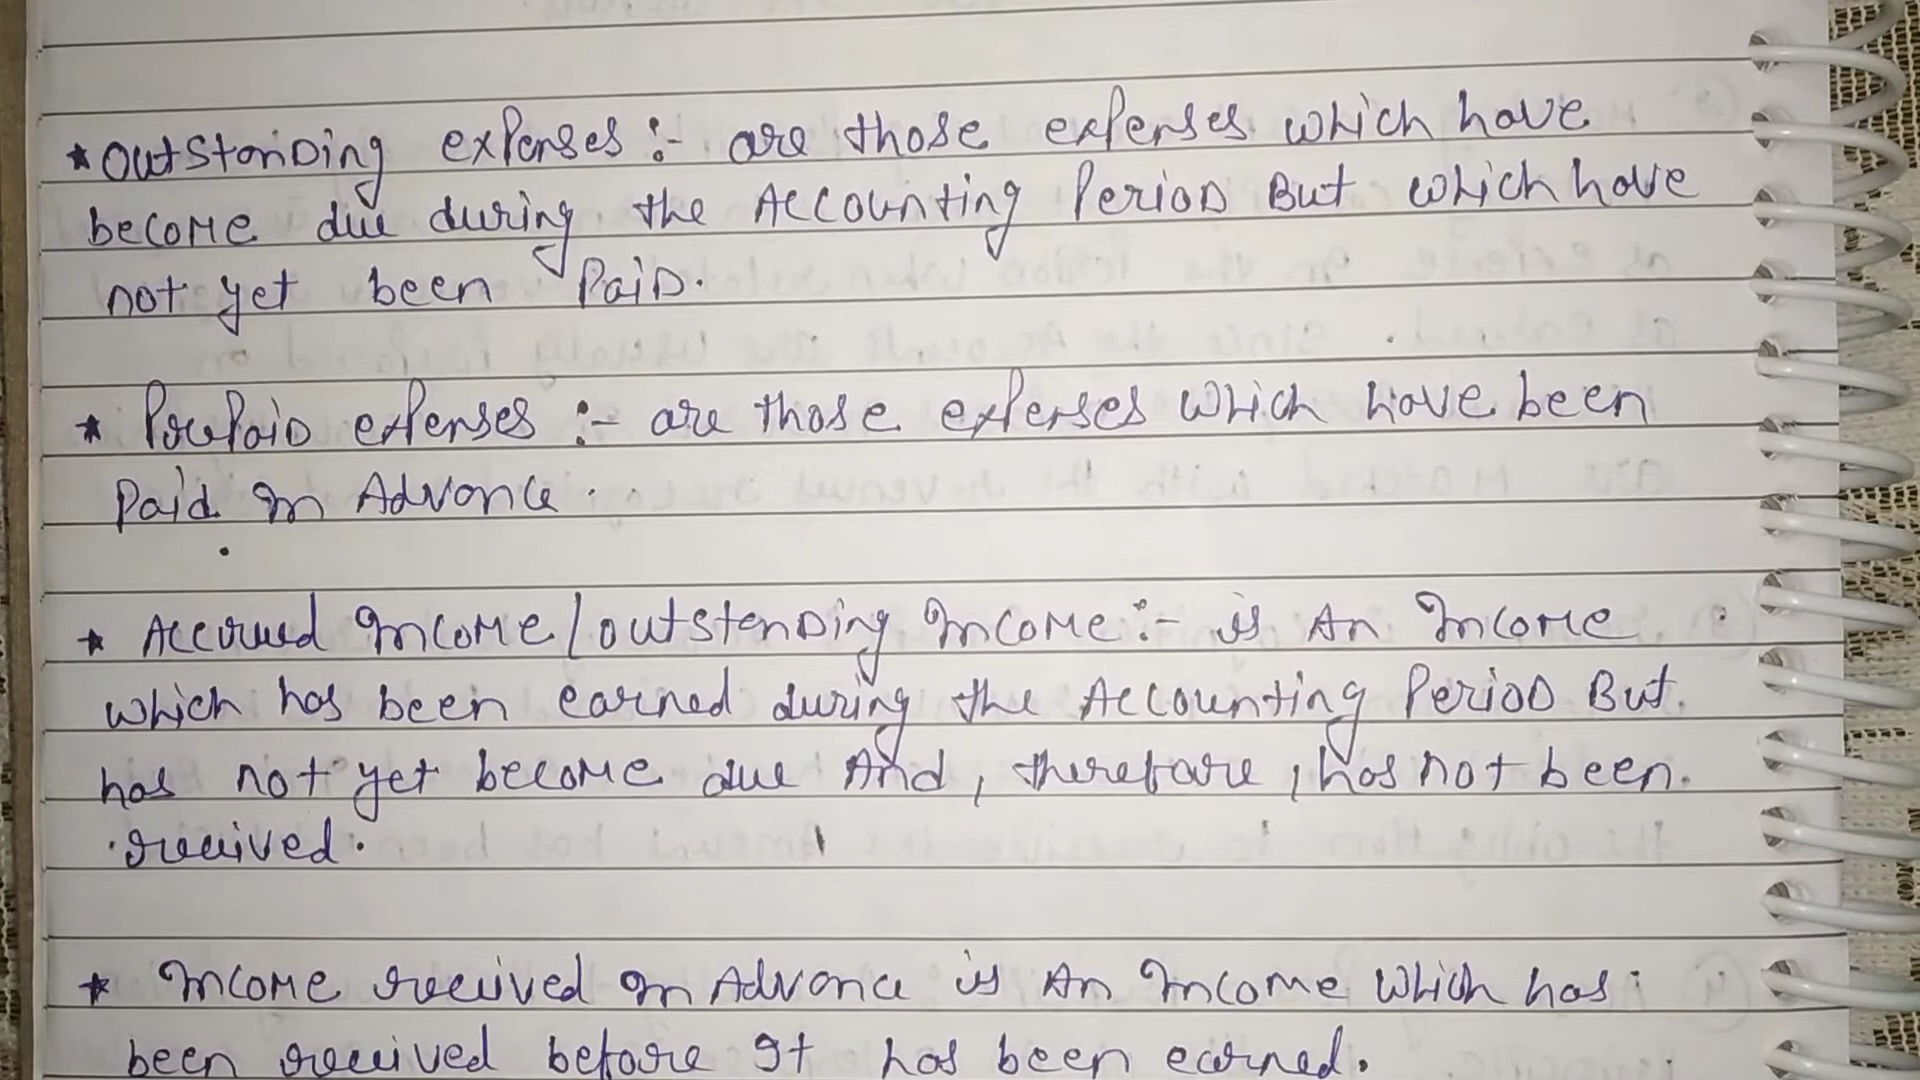 * Outstanding expenses :- are those expenses which have
become due during the Accounting Period But which have
not yet been Paid.
* Prepaid expenses :- are those expenses which have been
Paid in Advance.
* Accrued Income / outstanding Income :- is An Income
which has been earned during the Accounting Period But
has not yet become due And, therefore, has not been
received.
* Income received in Advance is An Income which has
been received before It has been earned.